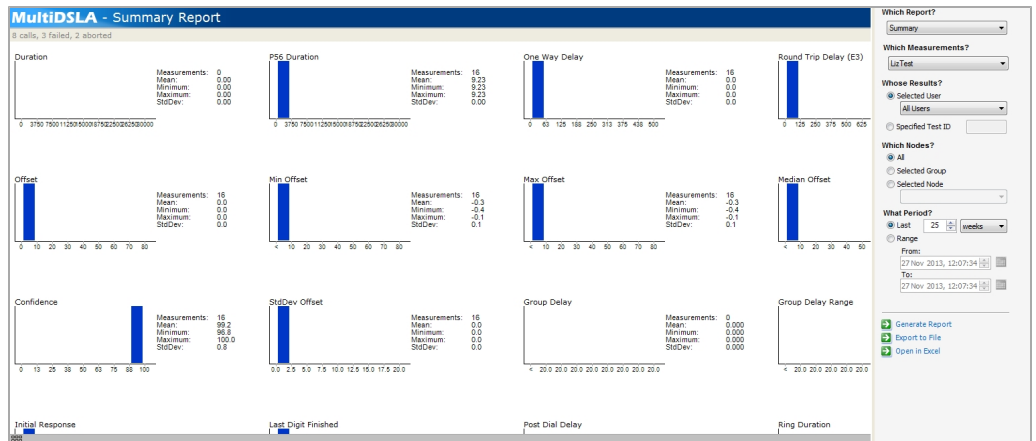 MultiDSLA - Summary Report
8 calls, 3 failed, 2 aborted
Duration
Measurements: 0
Mean: 0.00
Minimum: 0.00
Maximum: 0.00
StdDev: 0.00
P56 Duration
Measurements: 16
Mean: 9.23
Minimum: 9.23
Maximum: 9.23
StdDev: 0.00
0 3750 7500
One Way Delay
Measurements: 16
Mean: 0.0
Minimum: 0.0
Maximum: 0.0
StdDev: 0.0
0 63 125 188 250 313 375 438 500
Round Trip Delay (E3)
0 125 250 375 500 625
Offset
Measurements: 16
Mean: 0.0
Minimum: 0.0
Maximum: 0.0
StdDev: 0.0
0 10 20 30 40 50 60 70 80
Min Offset
Measurements: 16
Mean: -0.3
Minimum: -0.4
Maximum: -0.1
StdDev: 0.1
< 10 20 30 40 50 60 70 80
Max Offset
Measurements: 16
Mean: -0.3
Minimum: -0.4
Maximum: -0.1
StdDev: 0.1
< 10 20 30 40 50 60 70 80
Median Offset
< 10 20 30 40 50
Confidence
Measurements: 16
Mean: 99.2
Minimum: 96.8
Maximum: 100.0
StdDev: 0.8
0 13 25 38 50 63 75 88 100
StdDev Offset
Measurements: 16
Mean: 0.0
Minimum: 0.0
Maximum: 0.0
StdDev: 0.0
0.0 2.5 5.0 7.5 10.0 12.5 15.0 17.5 20.0
Group Delay
Measurements: 0
Mean: 0.000
Minimum: 0.000
Maximum: 0.000
StdDev: 0.000
< 20.0 20.0 20.0 20.0 20.0 20.0 20.0 20.0
Group Delay Range
< 20.0 20.0 20.0 20.0 20.0
Initial Response
Last Digit Finished
Post Dial Delay
Ring Duration
Which Report?
Summary
Which Measurements?
LizTest
Whose Results?
Selected User
All Users
Specified Test ID
Which Nodes?
All
Selected Group
Selected Node
What Period?
Last 25 weeks
Range
From:
27 Nov 2013, 12:07:34
To:
27 Nov 2013, 12:07:34
Generate Report
Export to File
Open in Excel